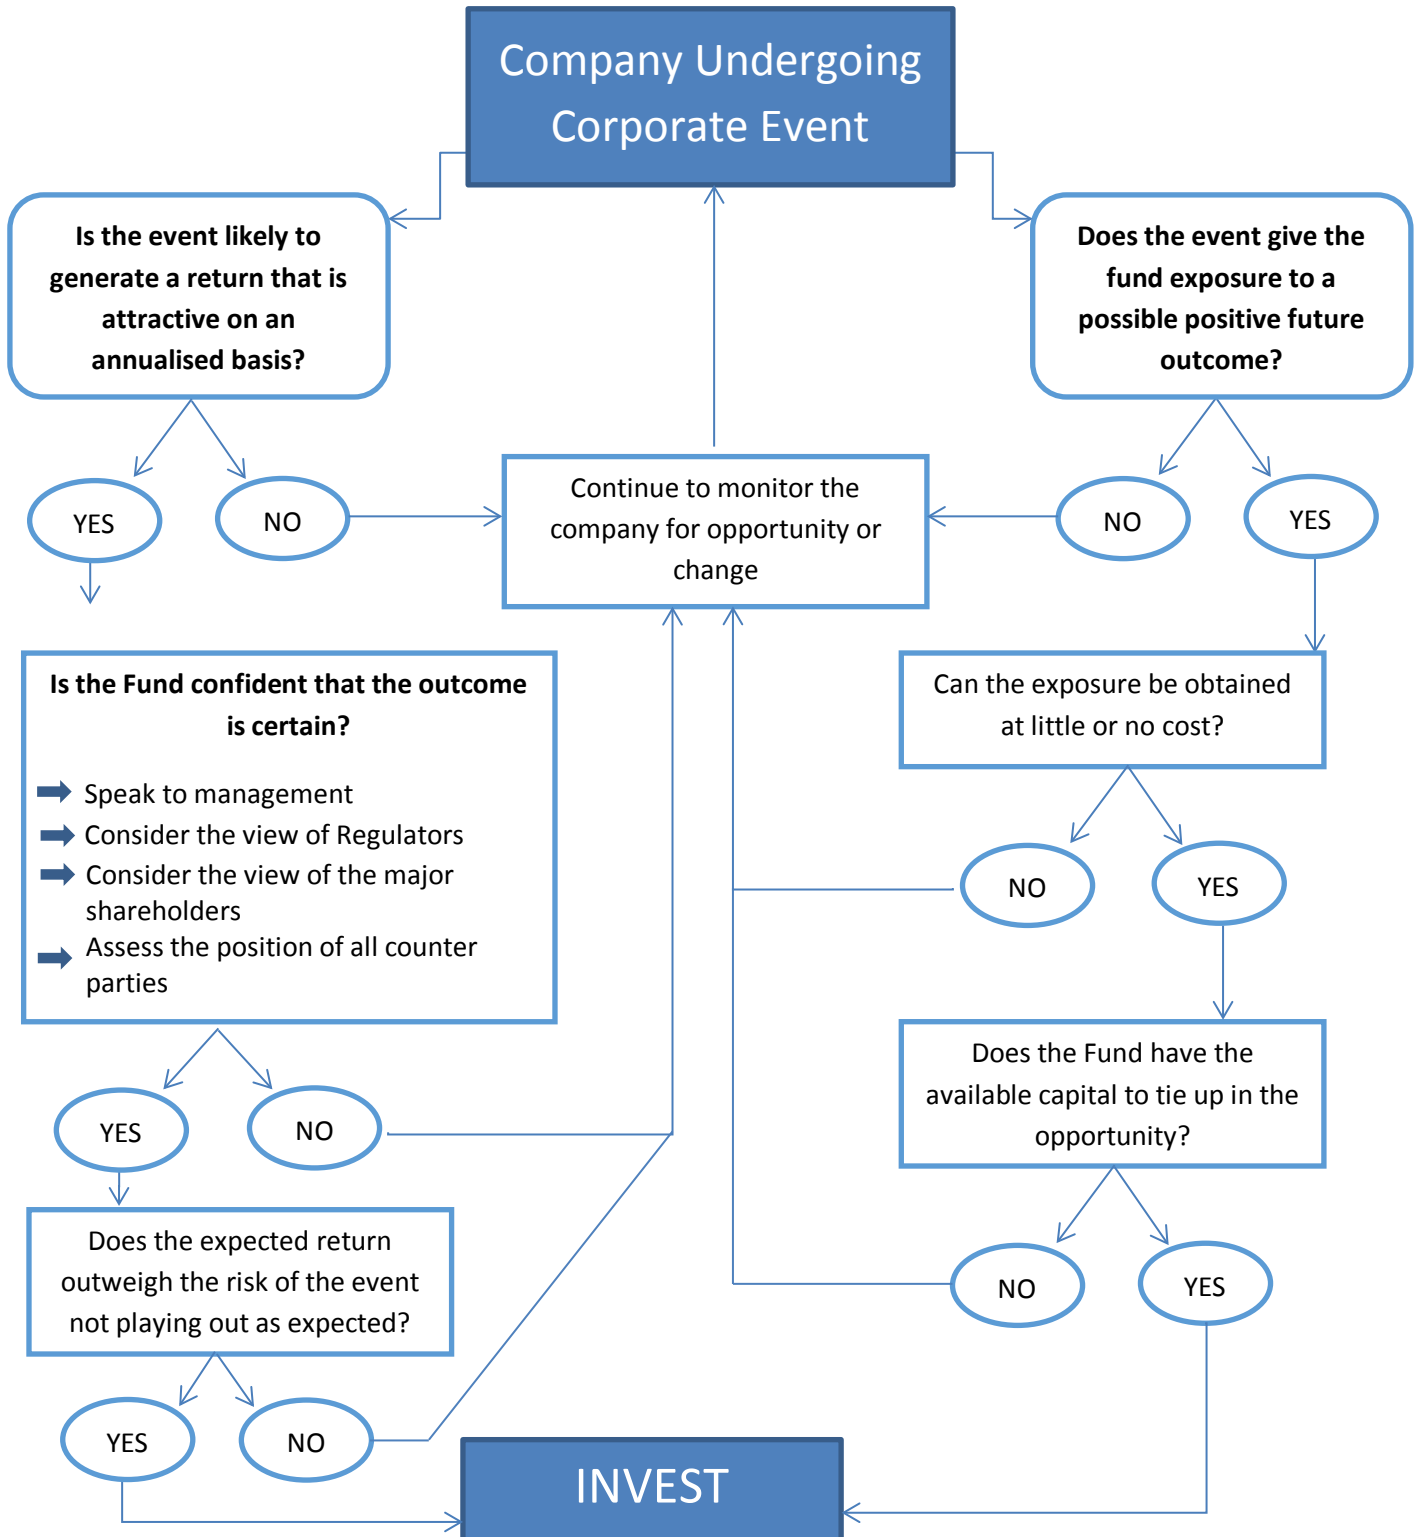 Company Undergoing
Corporate Event
Is the event likely to
generate a return that is
attractive on an
annualised basis?
Does the event give the
fund exposure to a
possible positive future
outcome?
YES
NO
Continue to monitor the
company for opportunity or
change
NO
YES
Is the Fund confident that the outcome
is certain?
Speak to management
Consider the view of Regulators
Consider the view of the major
shareholders
Assess the position of all counter
parties
Can the exposure be obtained
at little or no cost?
NO
YES
Does the Fund have the
available capital to tie up in the
opportunity?
YES
NO
Does the expected return
outweigh the risk of the event
not playing out as expected?
NO
YES
YES
NO
INVEST